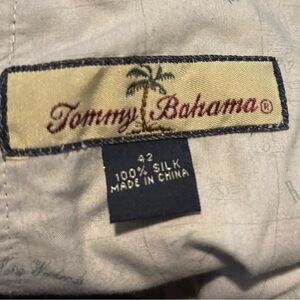 Tommy Bahama®
42
100% SILK
MADE IN CHINA